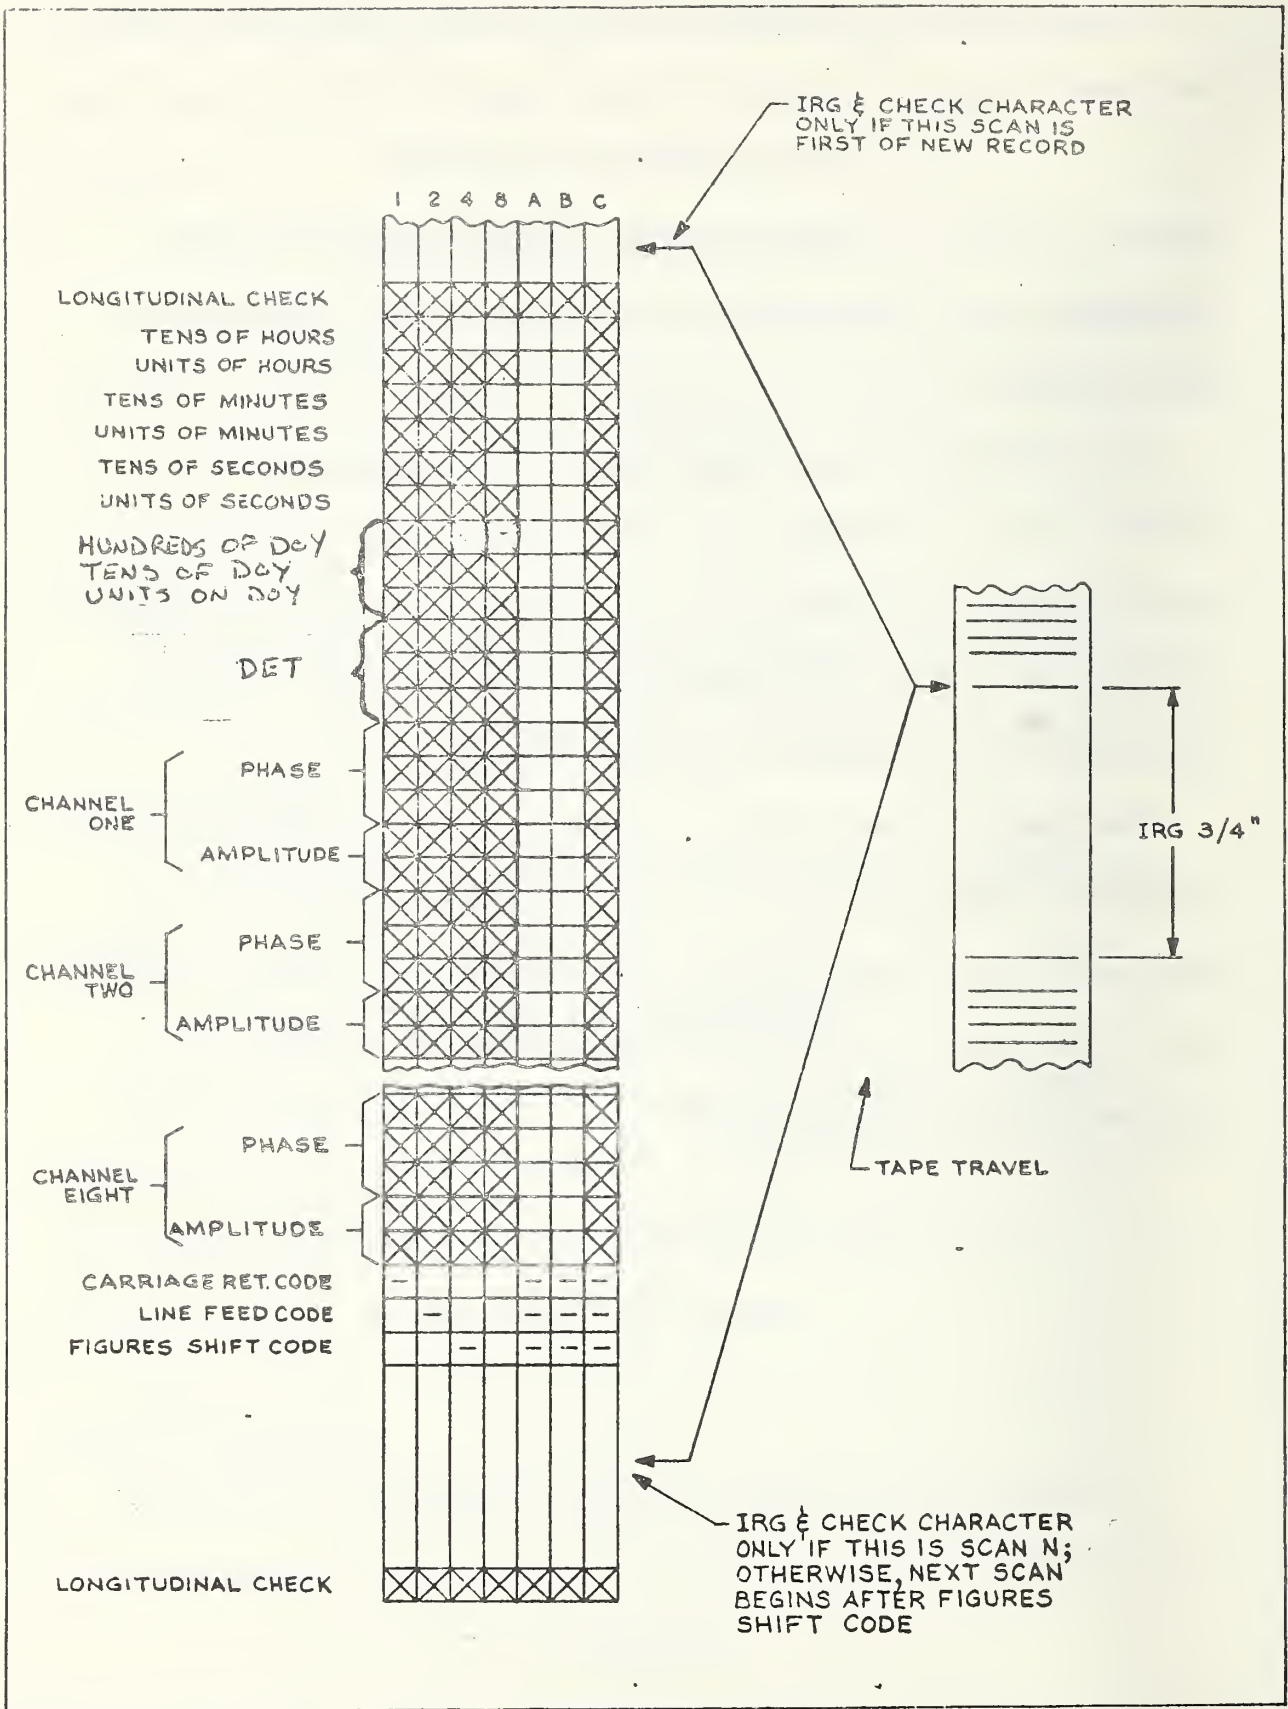 IRG & CHECK CHARACTER
ONLY IF THIS SCAN IS
FIRST OF NEW RECORD
1 2 4 8 A B C
LONGITUDINAL CHECK
TENS OF HOURS
UNITS OF HOURS
TENS OF MINUTES
UNITS OF MINUTES
TENS OF SECONDS
UNITS OF SECONDS
HUNDREDS OF DOY
TENS OF DOY
UNITS ON DOY
DET
CHANNEL
ONE
PHASE
AMPLITUDE
CHANNEL
TWO
PHASE
AMPLITUDE
IRG 3/4"
TAPE TRAVEL
CHANNEL
EIGHT
PHASE
AMPLITUDE
CARRIAGE RET. CODE
LINE FEED CODE
FIGURES SHIFT CODE
IRG & CHECK CHARACTER
ONLY IF THIS IS SCAN N;
OTHERWISE, NEXT SCAN
BEGINS AFTER FIGURES
SHIFT CODE
LONGITUDINAL CHECK